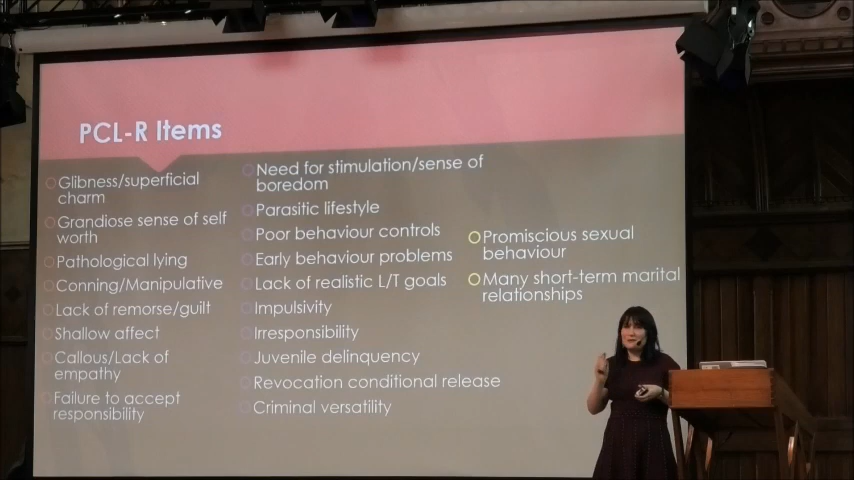 PCL-R Items
Glibness/superficial
charm
Grandiose sense of self
worth
Pathological lying
Conning/Manipulative
Lack of remorse/guilt
Shallow affect
Callous/Lack of
empathy
Failure to accept
responsibility
Need for stimulation/sense of
boredom
Parasitic lifestyle
Poor behaviour controls
Early behaviour problems
Lack of realistic L/T goals
Impulsivity
Irresponsibility
Juvenile delinquency
Revocation conditional release
Criminal versatility
Promiscious sexual
behaviour
Many short-term marital
relationships